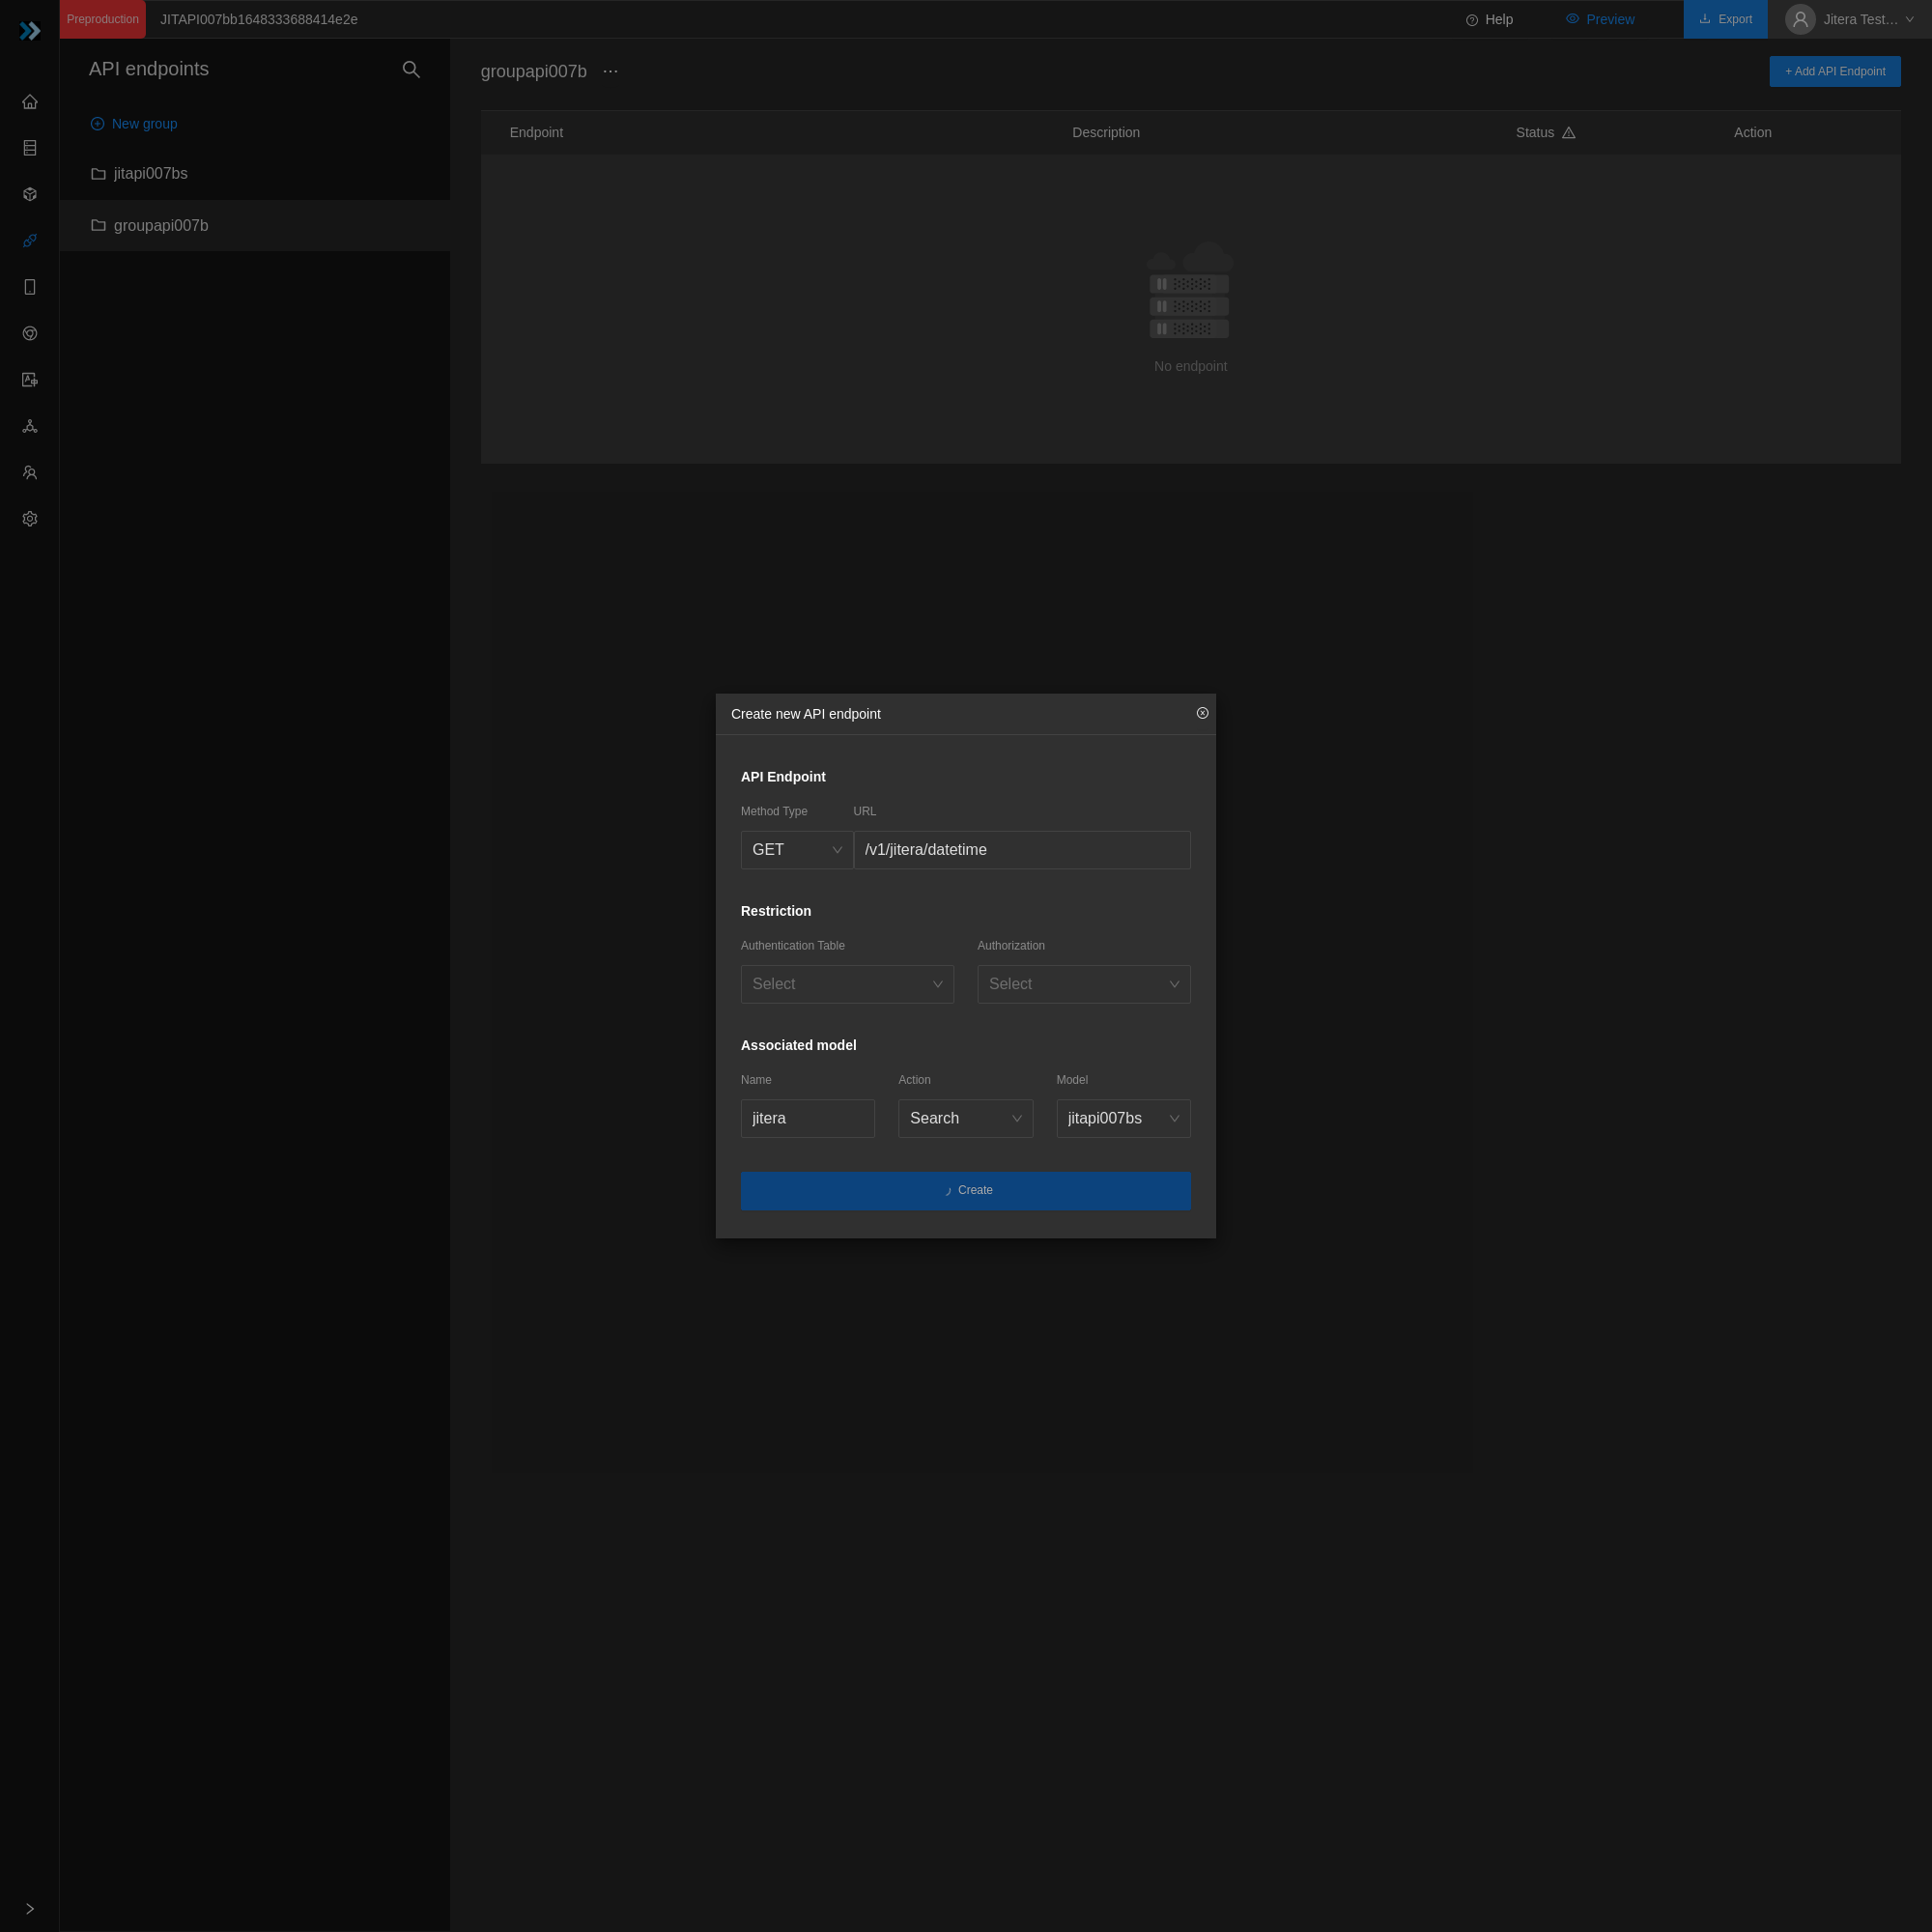 Preproduction
JITAPI007bb1648333688414e2e
Help
Preview
Export
Jitera Test...
API endpoints
groupapi007b
+ Add API Endpoint
New group
jitapi007bs
groupapi007b
Endpoint Description Status Action
No endpoint
Create new API endpoint
API Endpoint
Method Type URL
GET /v1/jitera/datetime
Restriction
Authentication Table Authorization
Select Select
Associated model
Name Action Model
jitera Search jitapi007bs
Create